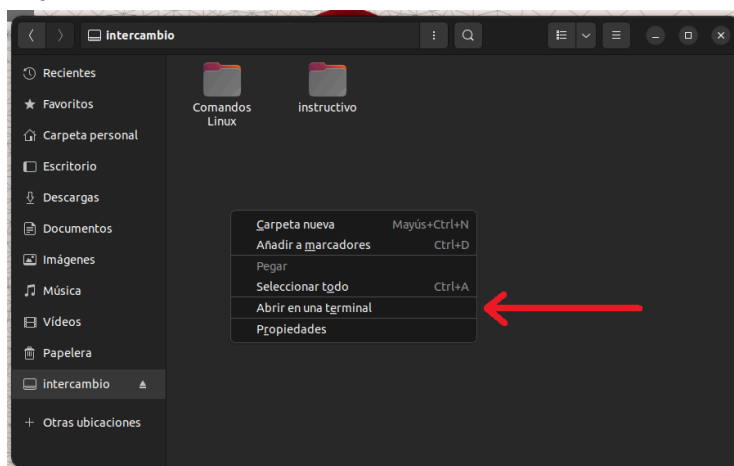 intercambio
Recientes
Favoritos
Carpeta personal
Escritorio
Descargas
Documentos
Imágenes
Música
Vídeos
Papelera
intercambio
+ Otras ubicaciones
Comandos
Linux
instructivo
Carpeta nueva Mayús+Ctrl+N
Añadir a marcadores Ctrl+D
Pegar
Seleccionar todo Ctrl+A
Abrir en una terminal
Propiedades